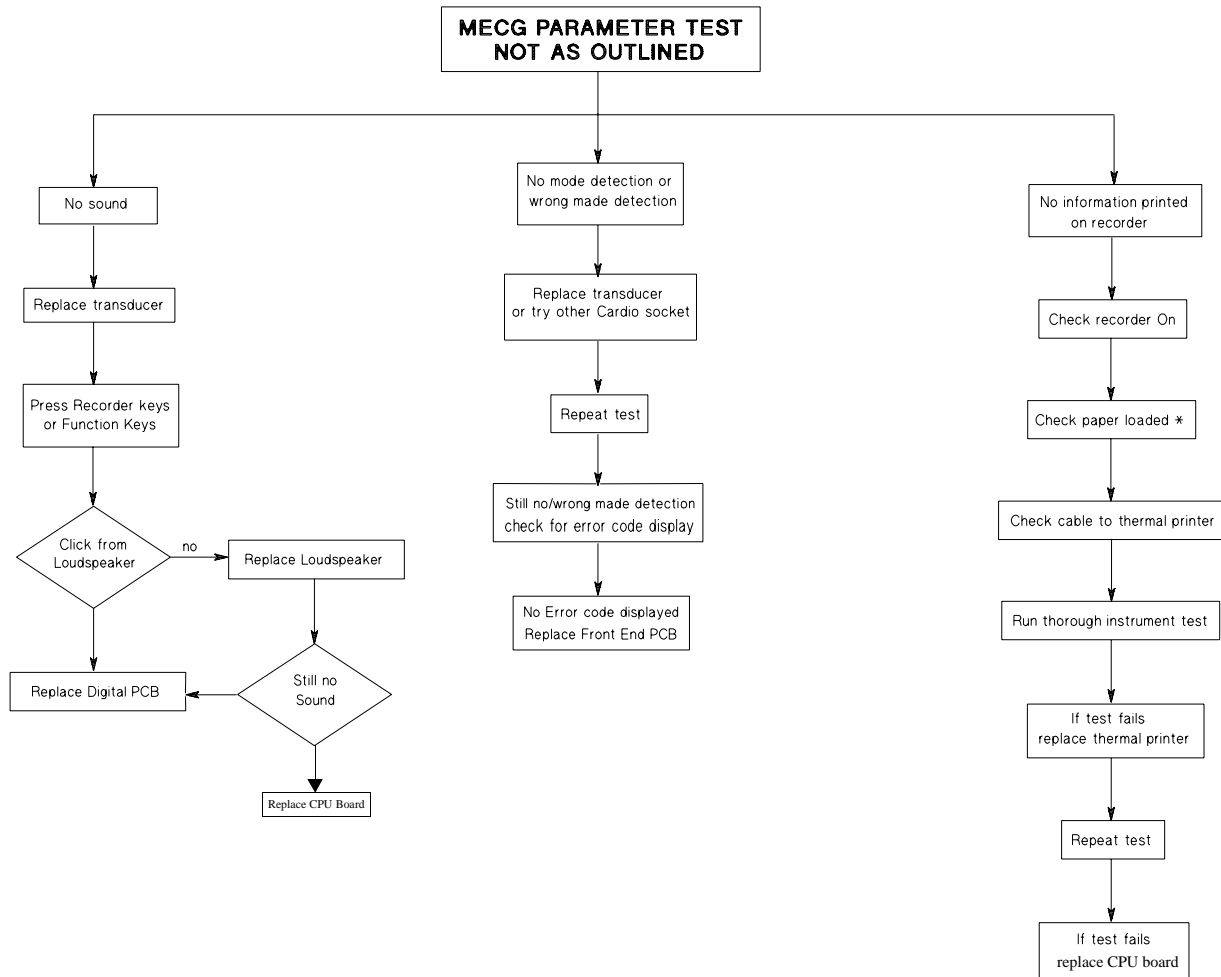 MECG PARAMETER TEST
NOT AS OUTLINED
No sound
Replace transducer
Press Recorder keys
or Function Keys
Click from
Loudspeaker
no
Replace Loudspeaker
Replace Digital PCB
Still no
Sound
Replace CPU Board
No mode detection or
wrong made detection
Replace transducer
or try other Cardio socket
Repeat test
Still no/wrong made detection
check for error code display
No Error code displayed
Replace Front End PCB
No information printed
on recorder
Check recorder On
Check paper loaded *
Check cable to thermal printer
Run thorough instrument test
If test fails
replace thermal printer
Repeat test
If test fails
replace CPU board